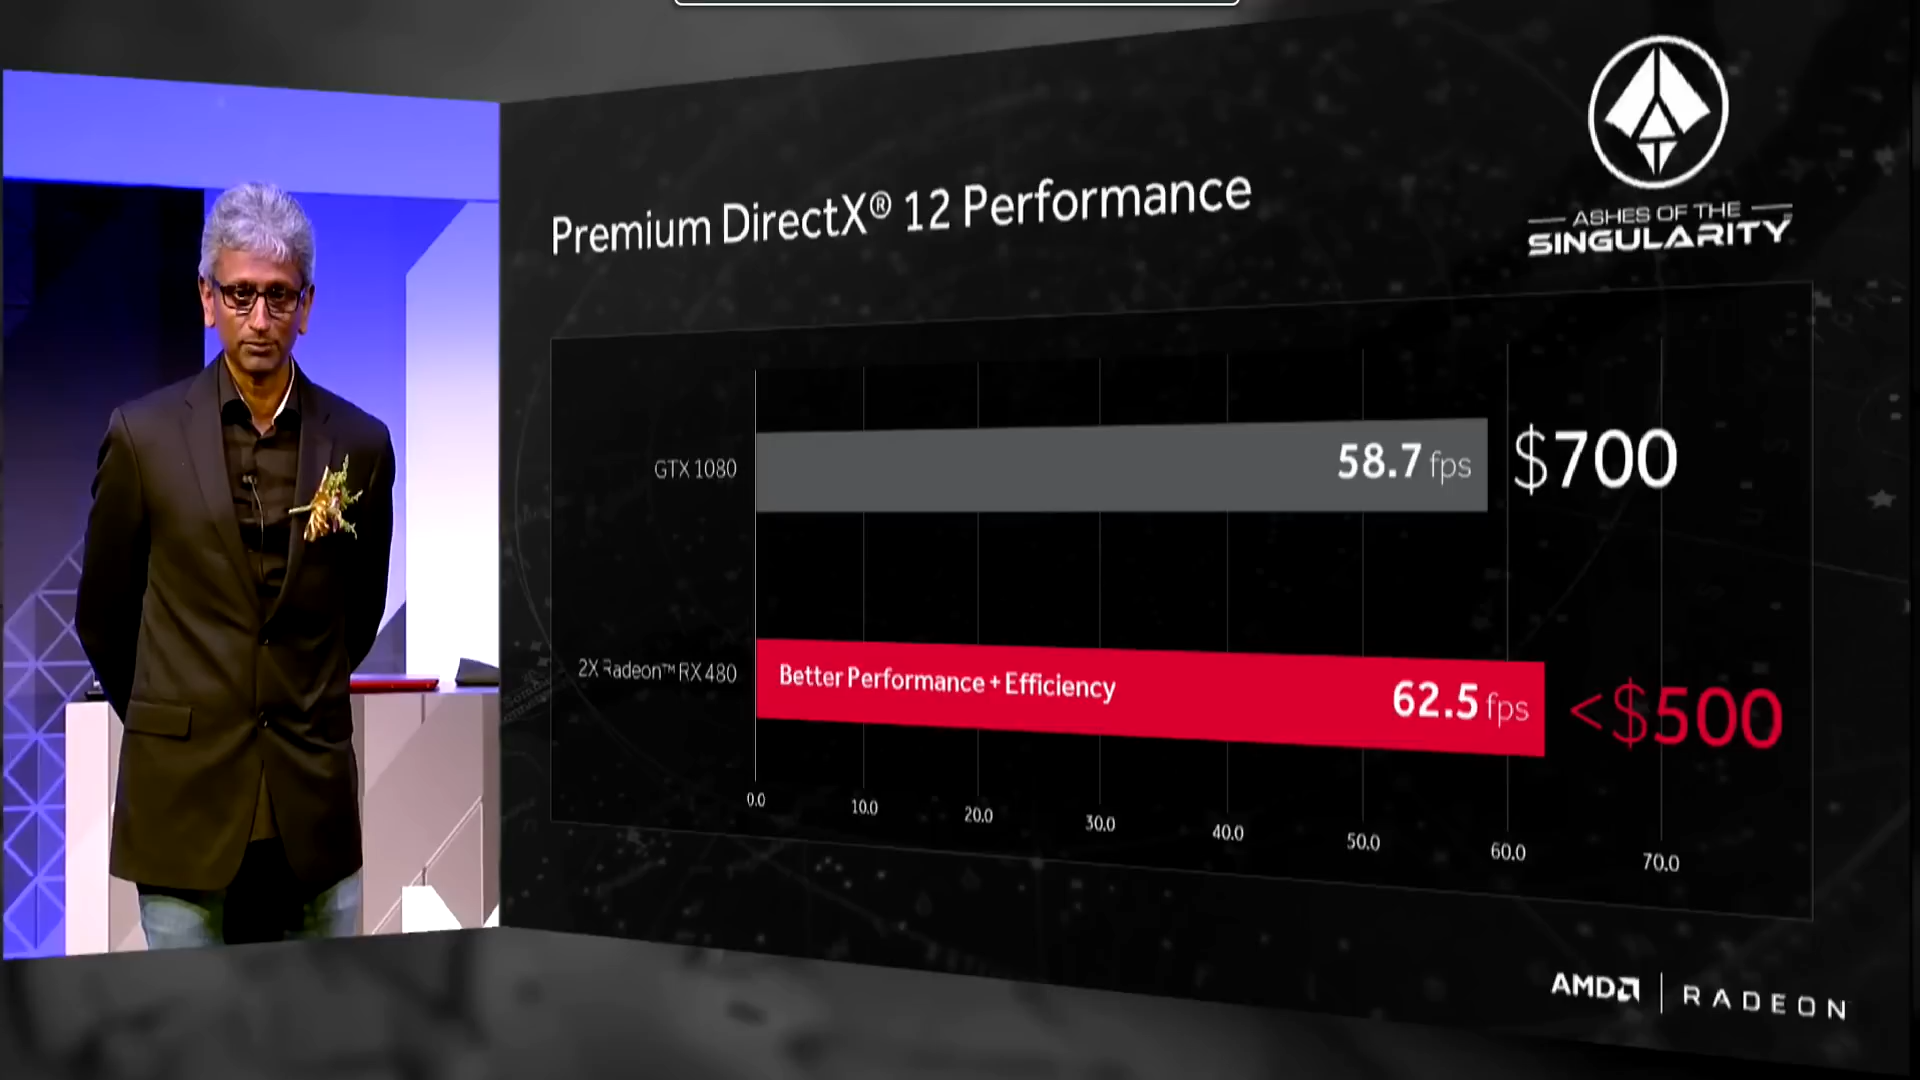 Premium DirectX® 12 Performance
ASHES OF THE
SINGULARITY
GTX 1080
58.7 fps
$700
2X Radeon™ RX 480
Better Performance + Efficiency
62.5 fps
<$500
0.0
10.0
20.0
30.0
40.0
50.0
60.0
70.0
AMD
RADEON